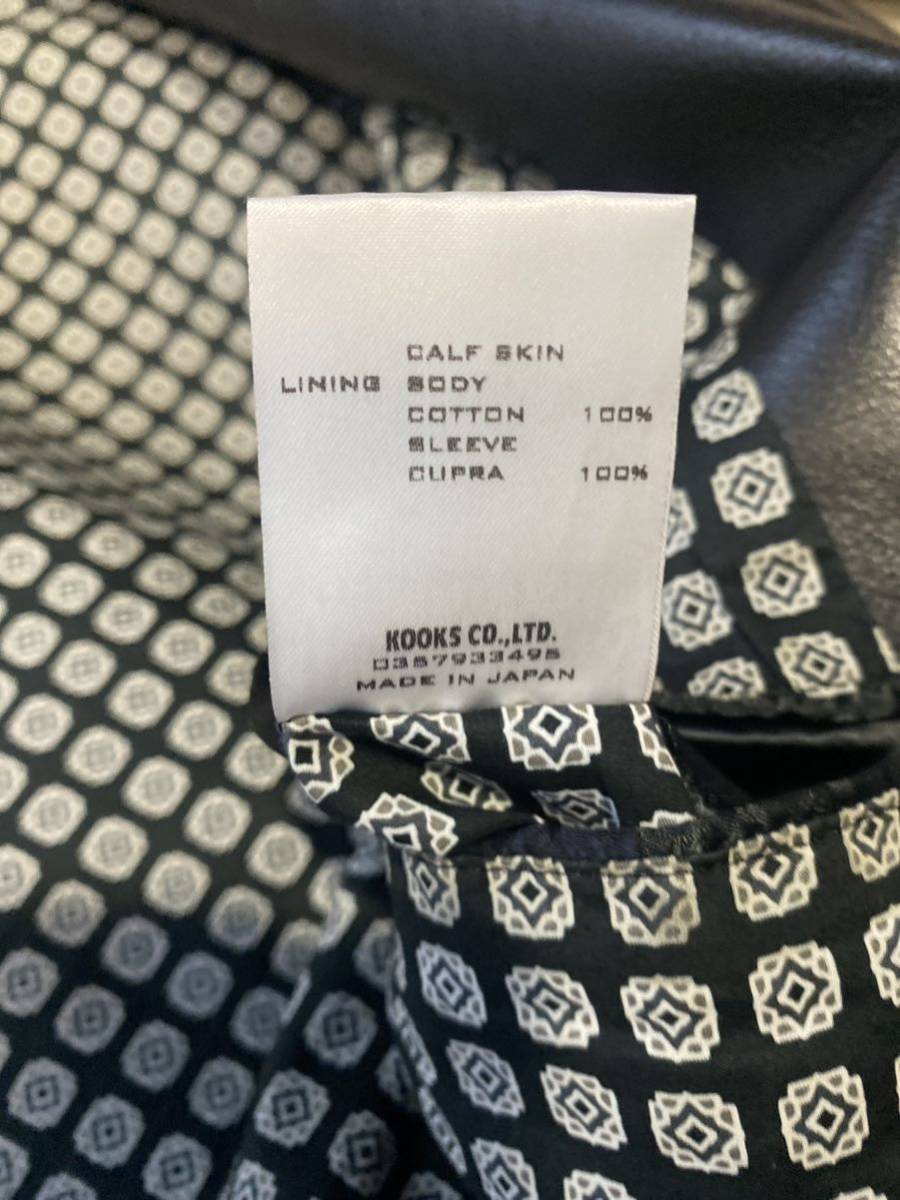 CALF SKIN
LINING BODY
COTTON 100%
SLEEVE
CUPRA 100%
KOOKS CO.,LTD.
0357933495
MADE IN JAPAN